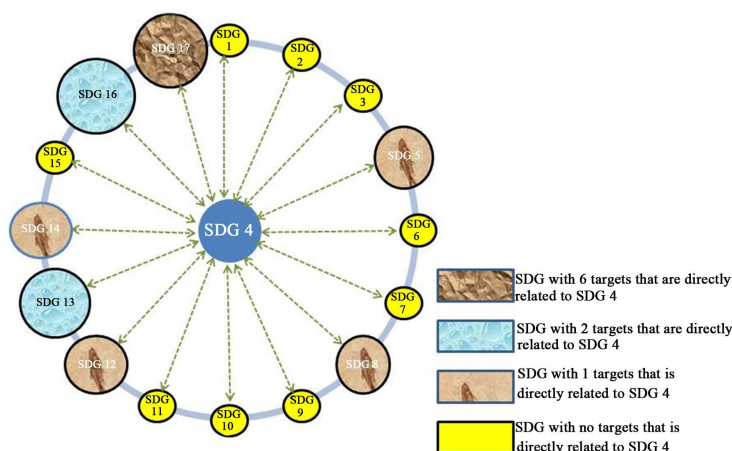 SDG
1
SDG
2
SDG
3
SDG 5
SDG
6
SDG
7
SDG 8
SDG
9
SDG
10
SDG
11
SDG 12
SDG 13
SDG 14
SDG
15
SDG 16
SDG 17
SDG 4
SDG with 6 targets that are directly
related to SDG 4
SDG with 2 targets that are directly
related to SDG 4
SDG with 1 targets that is
directly related to SDG 4
SDG with no targets that is
directly related to SDG 4